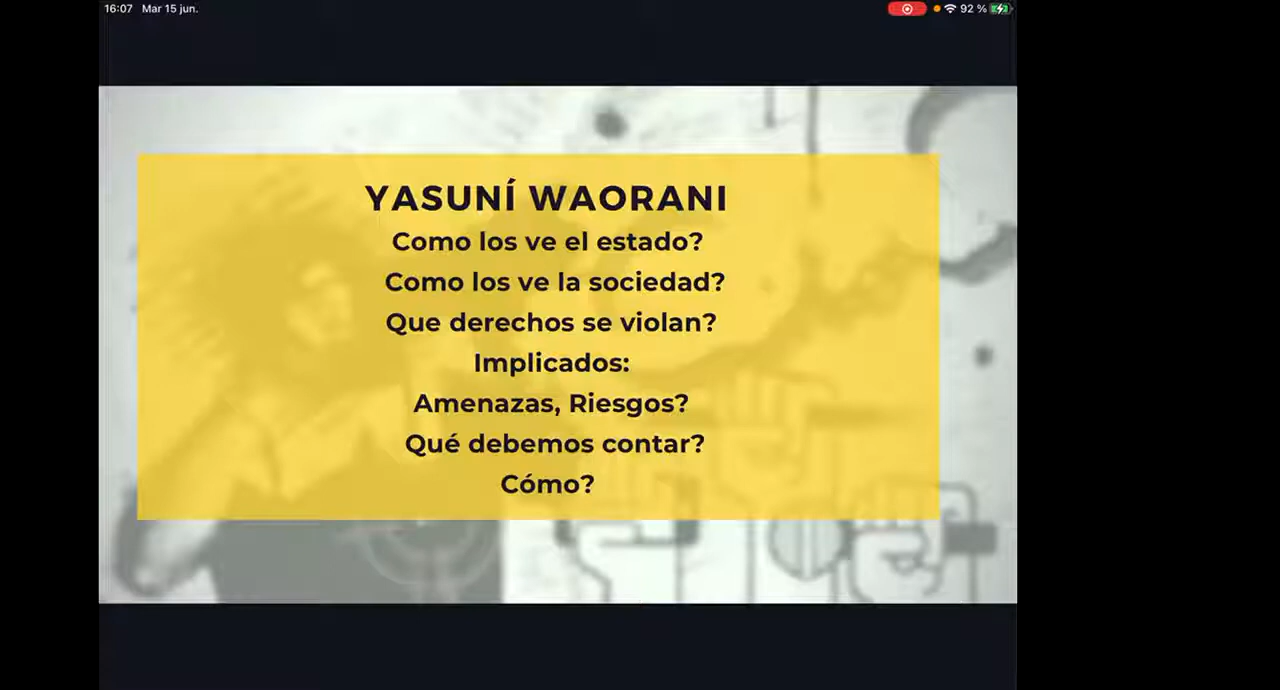 16:07 Mar 15 jun. 92 %
YASUNÍ WAORANI
Como los ve el estado?
Como los ve la sociedad?
Que derechos se violan?
Implicados:
Amenazas, Riesgos?
Qué debemos contar?
Cómo?